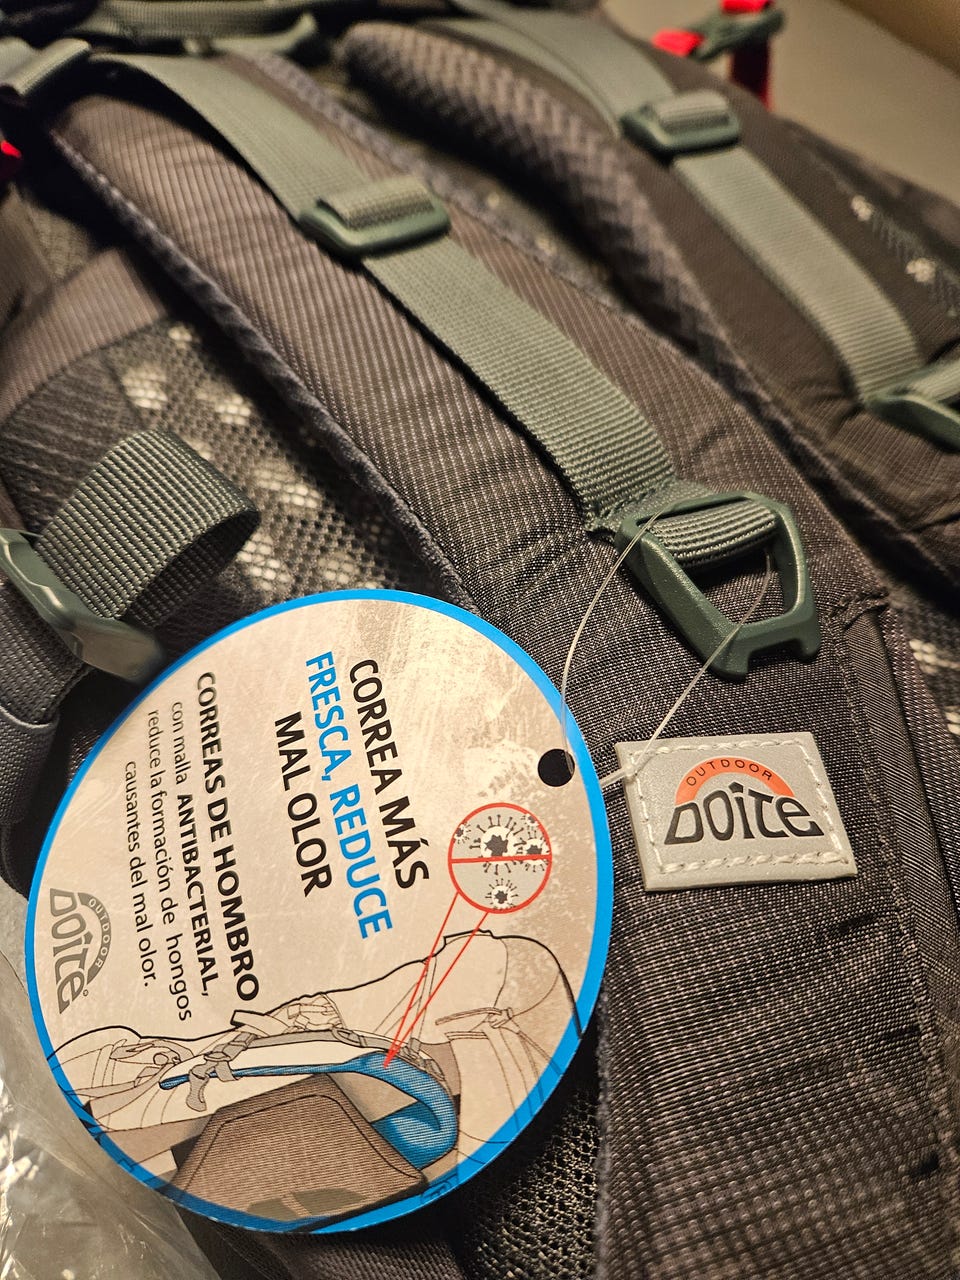 CORREA MÁS
FRESCA, REDUCE
MAL OLOR
CORREAS DE HOMBRO
con malla ANTIBACTERIAL,
reduce la formación de hongos
causantes del mal olor.
OUTDOOR
DOITE®
OUTDOOR
DOITE